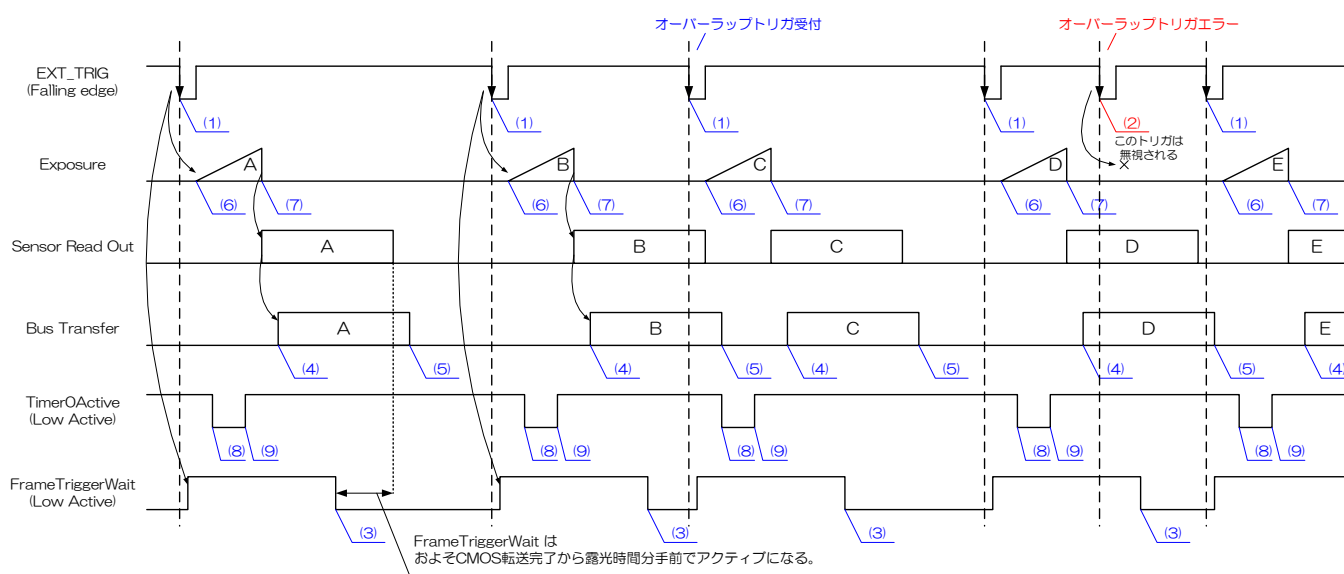 オーバーラップトリガ受付
オーバーラップトリガエラー
EXT_TRIG
(Falling edge)
(1)
(1)
(1)
(1)
(2)
(1)
このトリガは
無視される
×
Exposure
A
B
C
D
E
(6)
(7)
(6)
(7)
(6)
(7)
(6)
(7)
(6)
(7)
Sensor Read Out
A
B
C
D
E
Bus Transfer
A
B
C
D
E
(4)
(5)
(4)
(5)
(4)
(5)
(4)
(5)
(4
Timer0Active
(Low Active)
(8)
(9)
(8)
(9)
(8)
(9)
(8)
(9)
(8)
(9)
FrameTriggerWait
(Low Active)
(3)
(3)
(3)
(3)
FrameTriggerWait は
およそCMOS転送完了から露光時間分手前でアクティブになる。